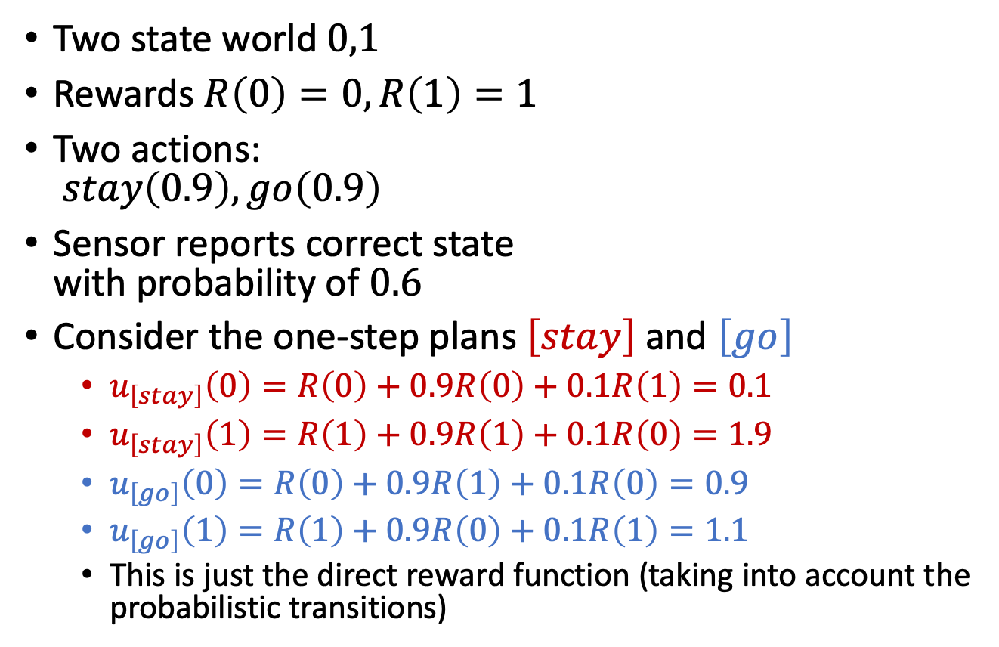 • Two state world 0,1
• Rewards R(0) = 0, R(1) = 1
• Two actions:
stay(0.9), go(0.9)
• Sensor reports correct state
with probability of 0.6
• Consider the one-step plans [stay] and [go]
• u[stay](0) = R(0) + 0.9R(0) + 0.1R(1) = 0.1
• u[stay](1) = R(1) + 0.9R(1) + 0.1R(0) = 1.9
• u[go](0) = R(0) + 0.9R(1) + 0.1R(0) = 0.9
• u[go](1) = R(1) + 0.9R(0) + 0.1R(1) = 1.1
• This is just the direct reward function (taking into account the
probabilistic transitions)